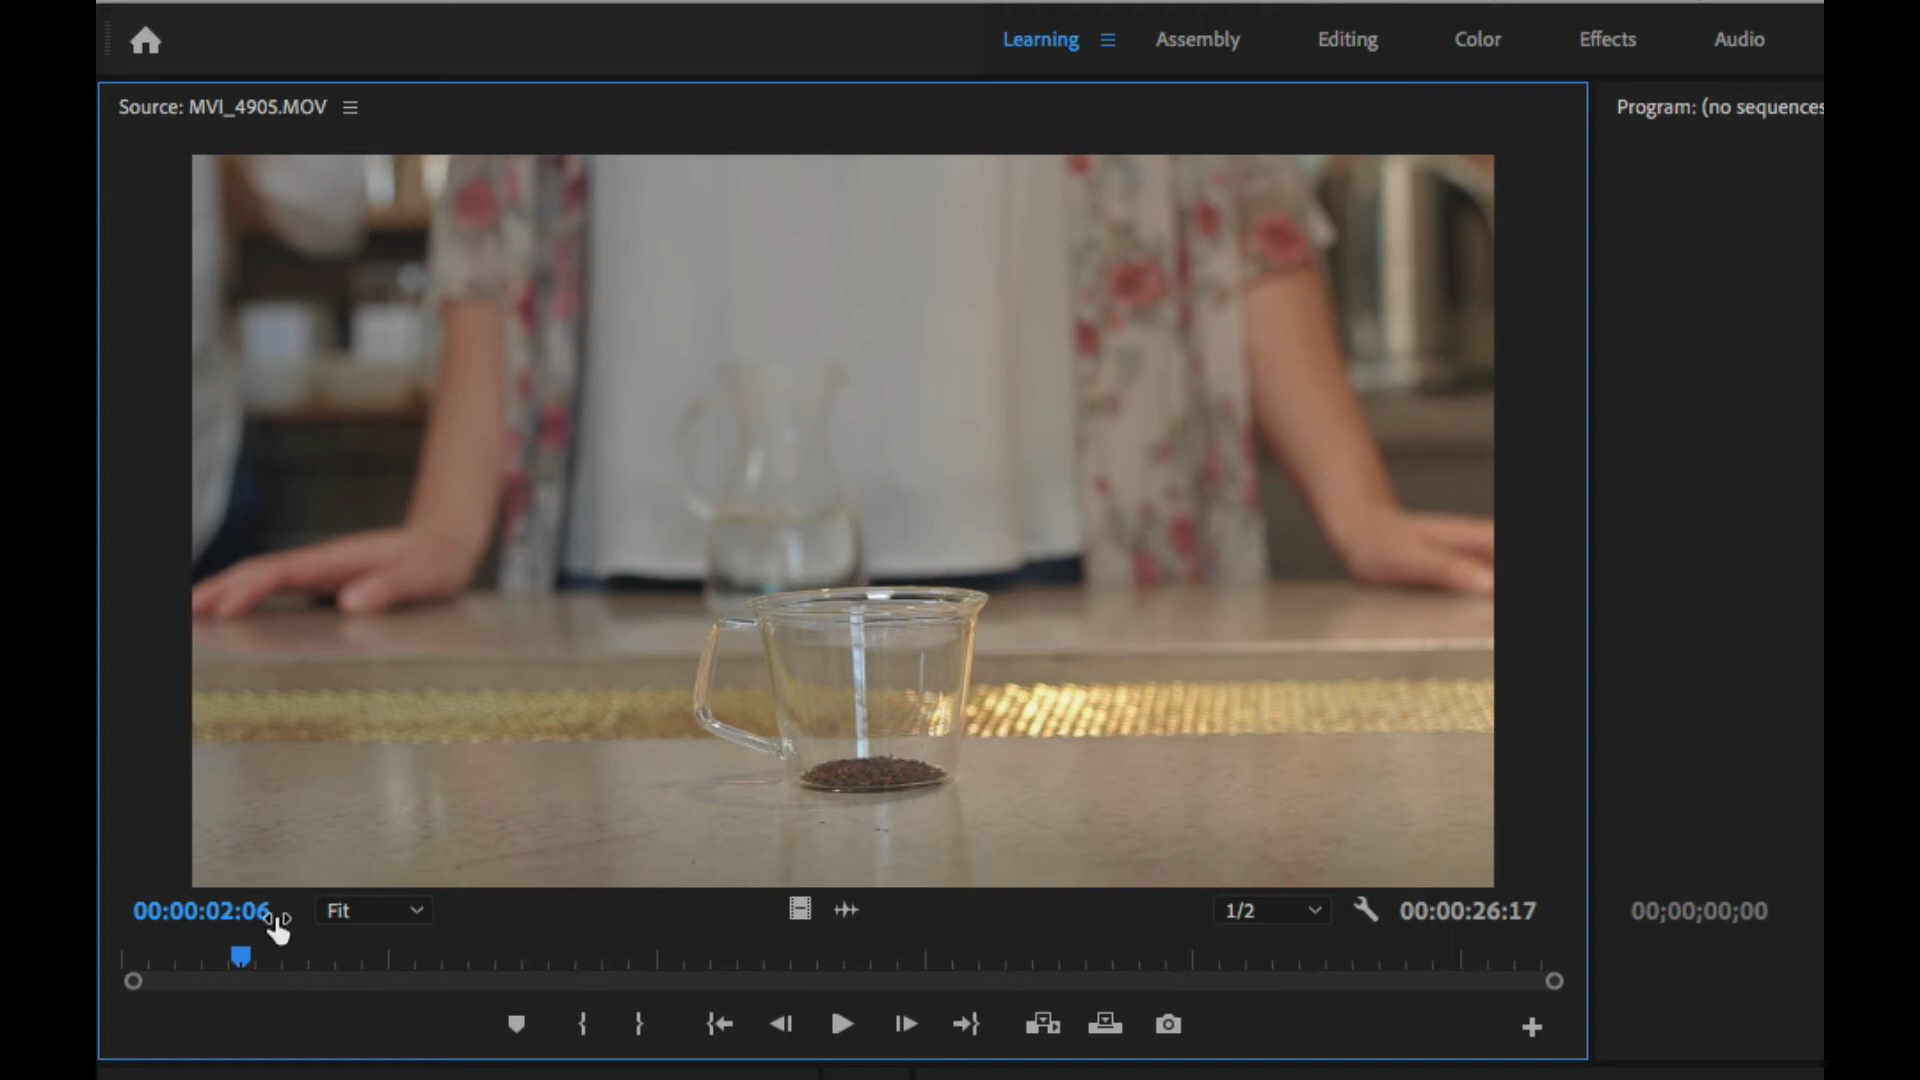 Learning Assembly Editing Color Effects Audio
Source: MVI_4905.MOV
Program: (no sequences
00:00:02:06 Fit 1/2 00:00:26:17 00;00;00;00